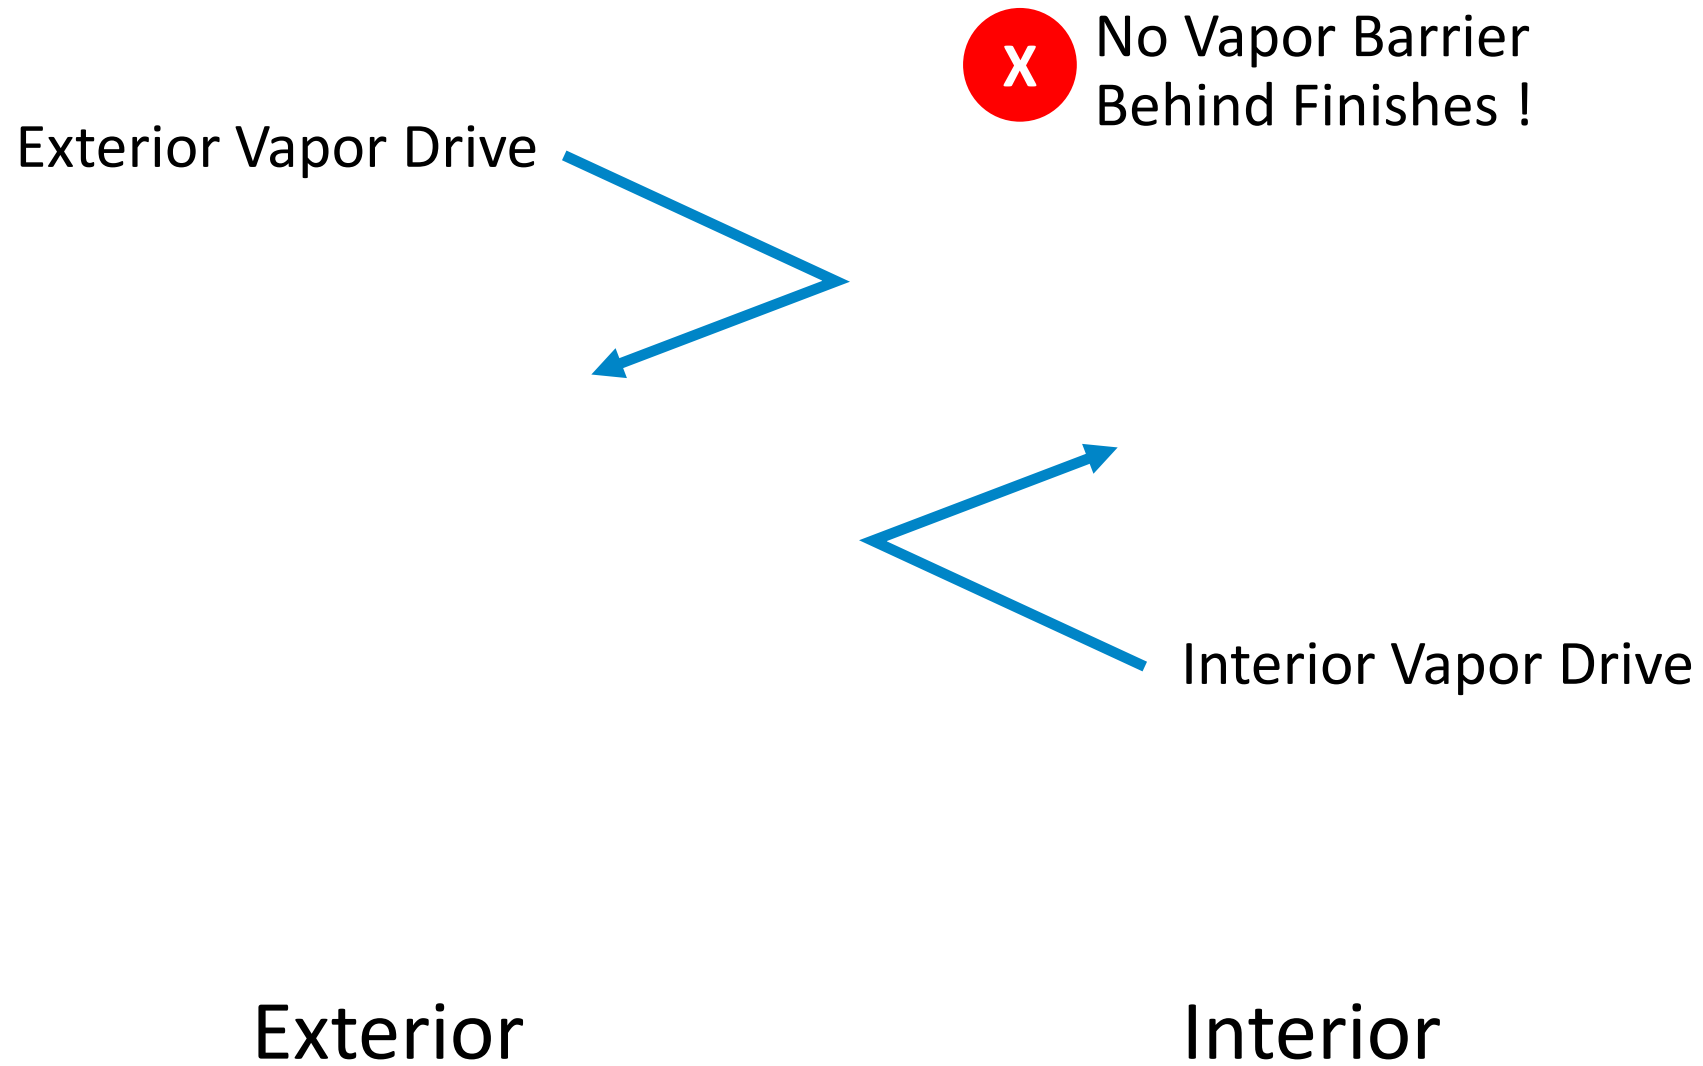 X
No Vapor Barrier
Behind Finishes !
Exterior Vapor Drive
Interior Vapor Drive
Exterior
Interior